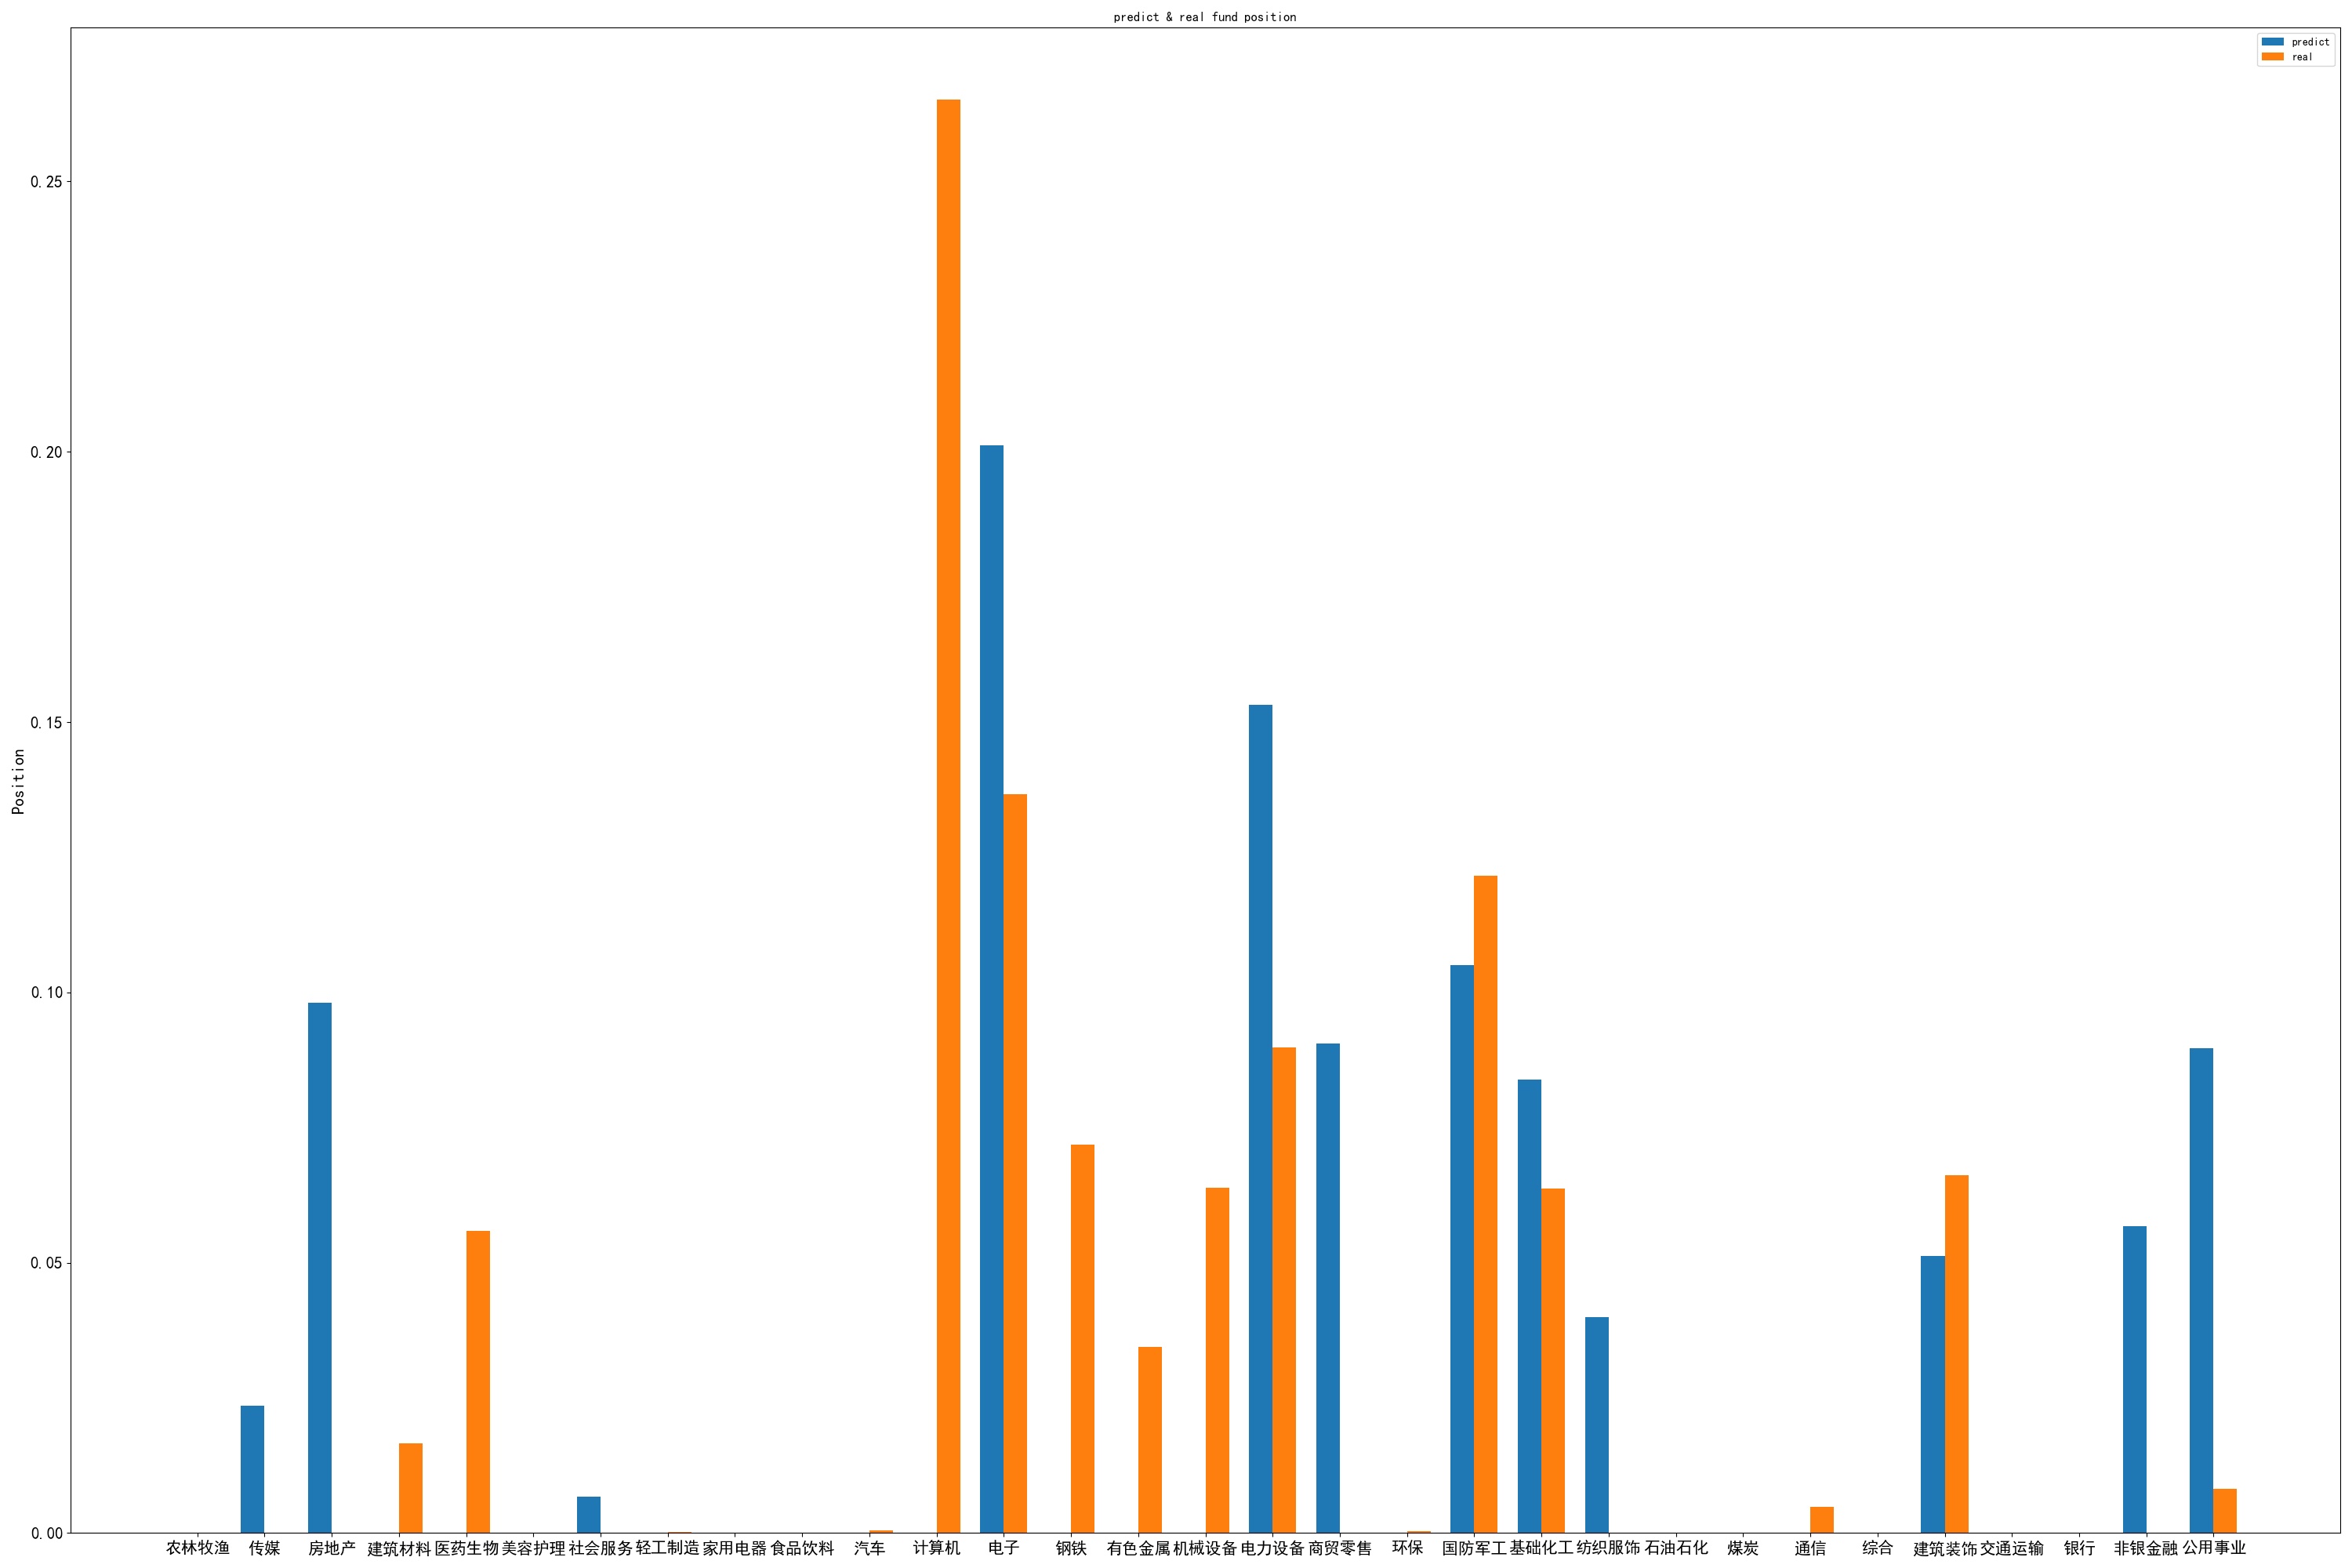 predict & real fund position
predict
real
0.25
0.20
0.15
0.10
0.05
0.00
Position
农林牧渔 传媒 房地产 建筑材料 医药生物 美容护理 社会服务 轻工制造 家用电器 食品饮料 汽车 计算机 电子 钢铁 有色金属 机械设备 电力设备 商贸零售 环保 国防军工 基础化工 纺织服饰 石油石化 煤炭 通信 综合 建筑装饰 交通运输 银行 非银金融 公用事业